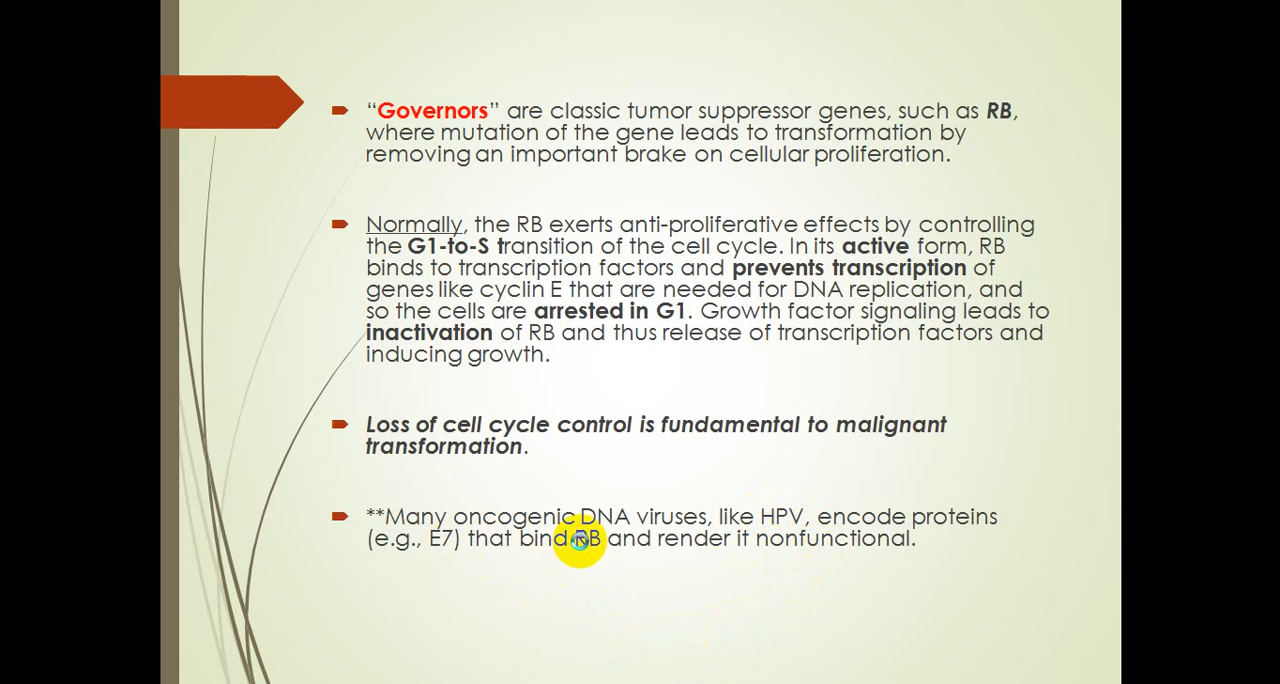 “Governors” are classic tumor suppressor genes, such as RB,
where mutation of the gene leads to transformation by
removing an important brake on cellular proliferation.
Normally, the RB exerts anti-proliferative effects by controlling
the G1-to-S transition of the cell cycle. In its active form, RB
binds to transcription factors and prevents transcription of
genes like cyclin E that are needed for DNA replication, and
so the cells are arrested in G1. Growth factor signaling leads to
inactivation of RB and thus release of transcription factors and
inducing growth.
Loss of cell cycle control is fundamental to malignant
transformation.
**Many oncogenic DNA viruses, like HPV, encode proteins
(e.g., E7) that bind RB and render it nonfunctional.